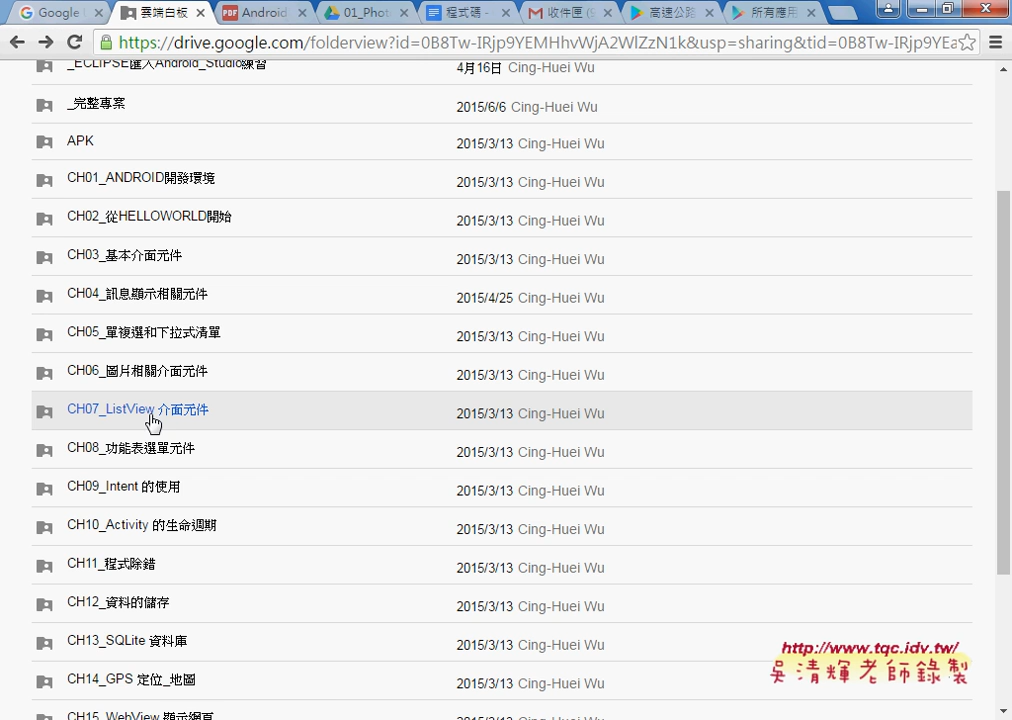 Google
雲端白板
Android
01_Phot
程式碼 -
收件匣 (
高速公路
所有應用
https://drive.google.com/folderview?id=0B8Tw-IRjp9YEMHhvWjA2WlZzN1k&usp=sharing&tid=0B8Tw-IRjp9YEa
_ECLIPSE匯入Android_Studio練習 4月16日 Cing-Huei Wu
_完整專案 2015/6/6 Cing-Huei Wu
APK 2015/3/13 Cing-Huei Wu
CH01_ANDROID開發環境 2015/3/13 Cing-Huei Wu
CH02_從HELLOWORLD開始 2015/3/13 Cing-Huei Wu
CH03_基本介面元件 2015/3/13 Cing-Huei Wu
CH04_訊息顯示相關元件 2015/4/25 Cing-Huei Wu
CH05_單複選和下拉式清單 2015/3/13 Cing-Huei Wu
CH06_圖片相關介面元件 2015/3/13 Cing-Huei Wu
CH07_ListView 介面元件 2015/3/13 Cing-Huei Wu
CH08_功能表選單元件 2015/3/13 Cing-Huei Wu
CH09_Intent 的使用 2015/3/13 Cing-Huei Wu
CH10_Activity 的生命週期 2015/3/13 Cing-Huei Wu
CH11_程式除錯 2015/3/13 Cing-Huei Wu
CH12_資料的儲存 2015/3/13 Cing-Huei Wu
CH13_SQLite 資料庫 2015/3/13 Cing-Huei Wu
CH14_GPS 定位_地圖 2015/3/13 Cing-Huei Wu
CH15_WebView 顯示網頁
http://www.tqc.idv.tw/
吳清輝老師錄製